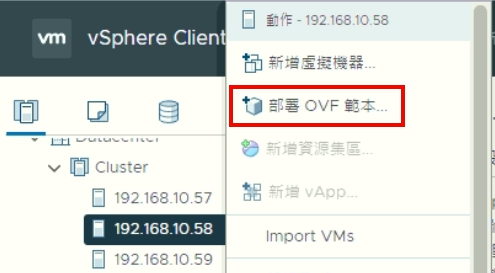 vm vSphere Client
Datacenter
Cluster
192.168.10.57
192.168.10.58
192.168.10.59
動作 - 192.168.10.58
新增虛擬機器...
部署 OVF 範本...
新增資源集區...
新增 vApp...
Import VMs